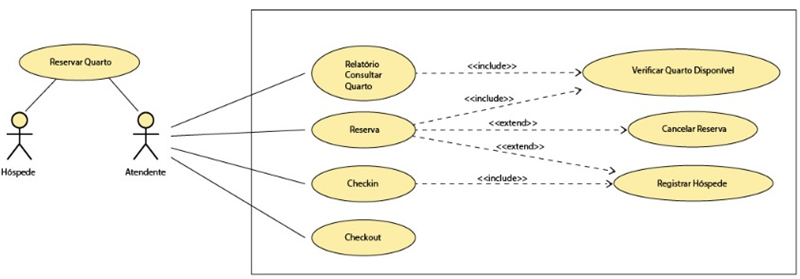 Reservar Quarto
Hóspede
Atendente
Relatório
Consultar
Quarto
<<include>>
Verificar Quarto Disponível
<<include>>
Reserva
<<extend>>
Cancelar Reserva
<<extend>>
Checkin
<<include>>
Registrar Hóspede
Checkout